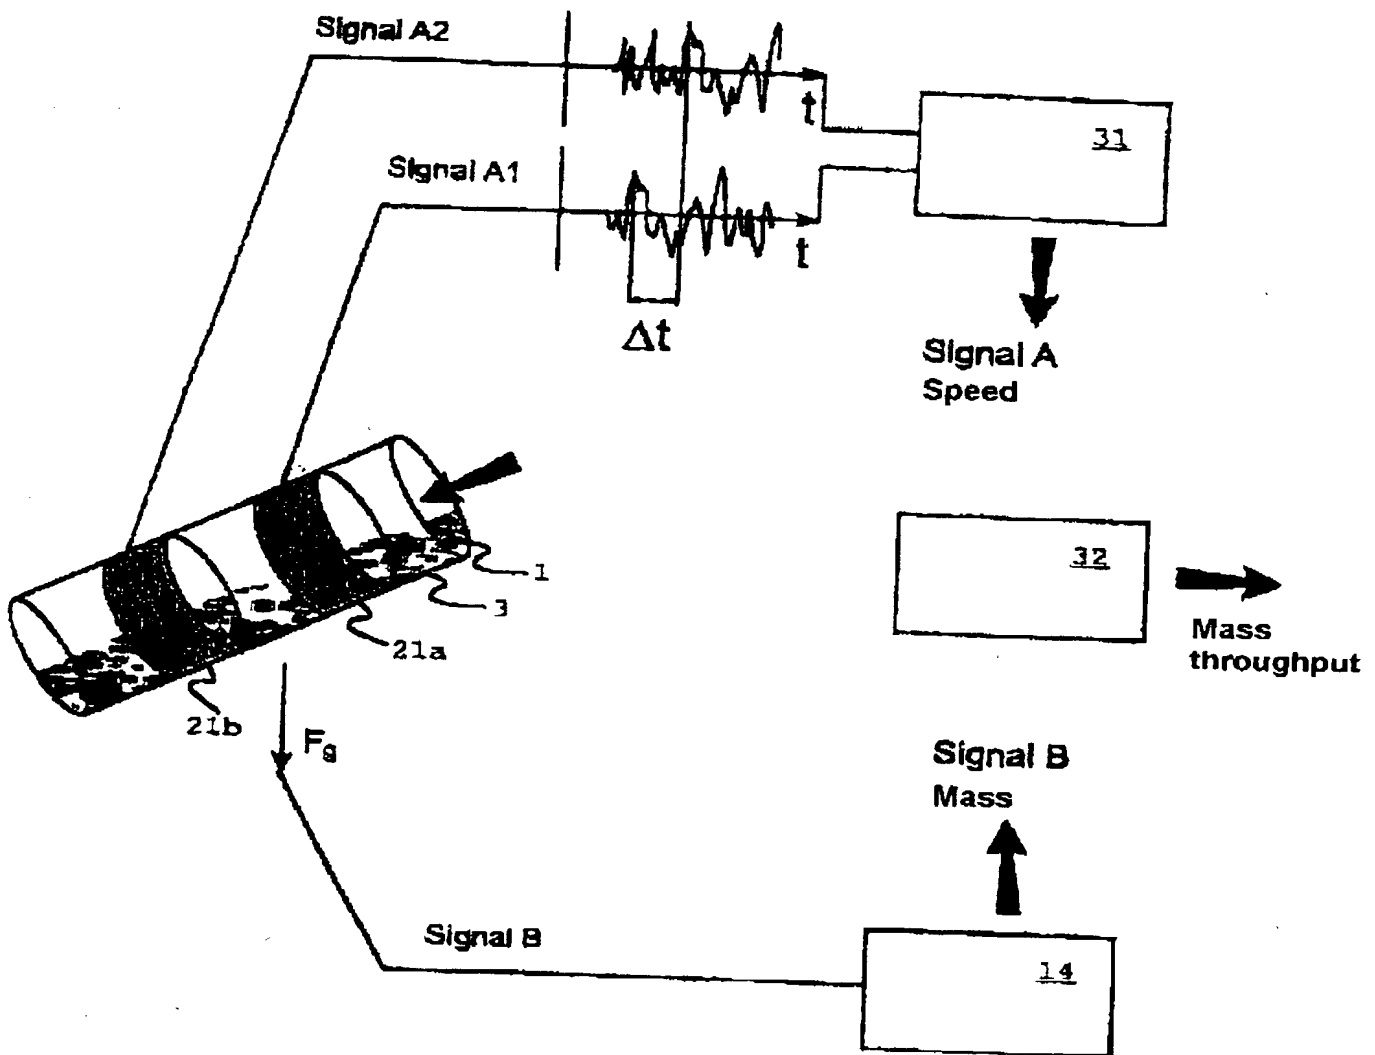 Signal A2
t
31
Signal A1
t
Δt
Signal A
Speed
1
3
21a
21b
32
Mass
throughput
Fg
Signal B
Mass
Signal B
14